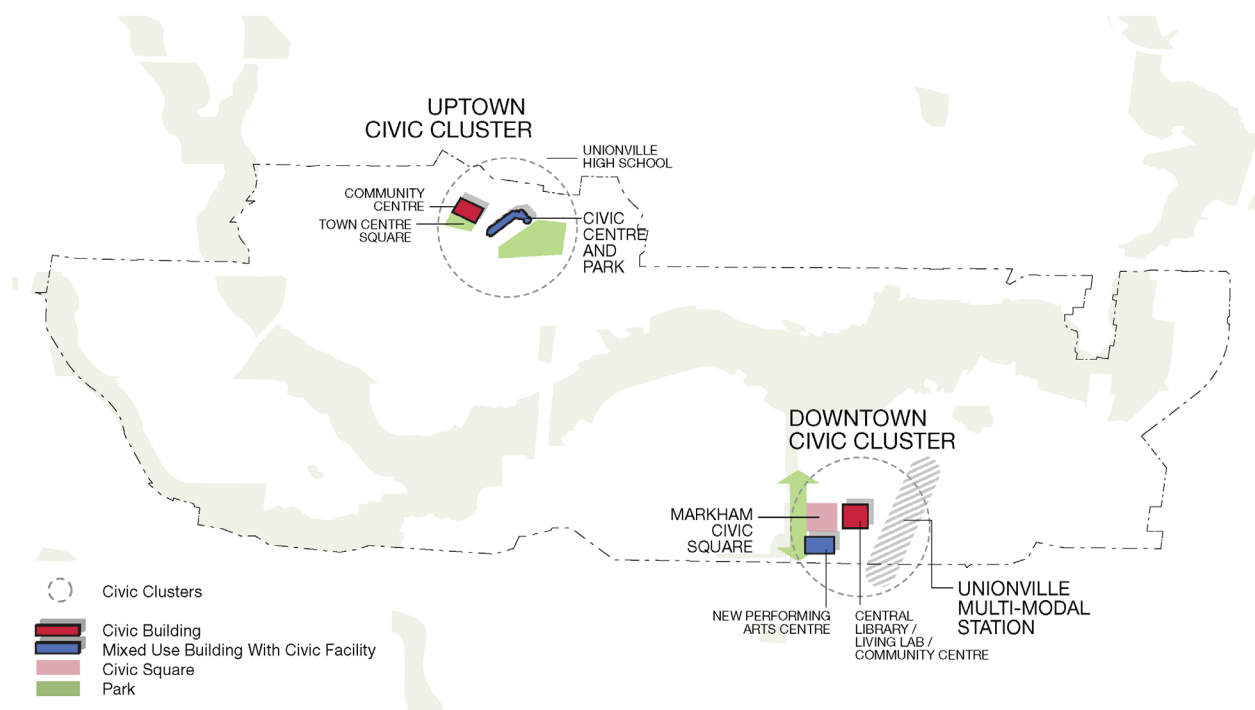 UPTOWN
CIVIC CLUSTER
UNIONVILLE
HIGH SCHOOL
COMMUNITY
CENTRE
TOWN CENTRE
SQUARE
CIVIC
CENTRE
AND
PARK
DOWNTOWN
CIVIC CLUSTER
MARKHAM
CIVIC
SQUARE
NEW PERFORMING
ARTS CENTRE
CENTRAL
LIBRARY /
LIVING LAB /
COMMUNITY CENTRE
UNIONVILLE
MULTI-MODAL
STATION
Civic Clusters
Civic Building
Mixed Use Building With Civic Facility
Civic Square
Park